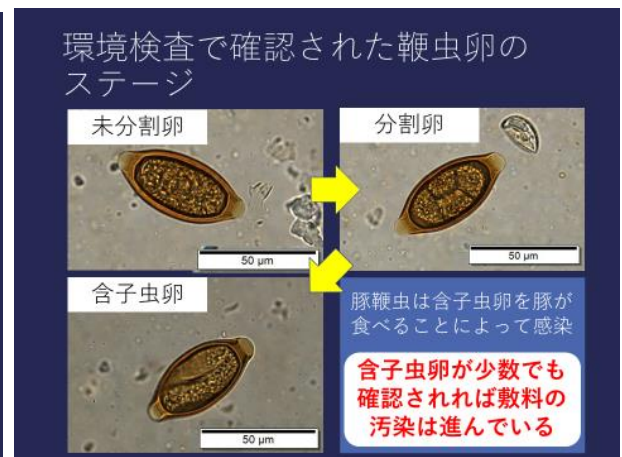 環境検査で確認された鞭虫卵の
ステージ
未分割卵
50 µm
分割卵
50 µm
含子虫卵
50 µm
豚鞭虫は含子虫卵を豚が
食べることによって感染
含子虫卵が少数でも
確認されれば敷料の
汚染は進んでいる